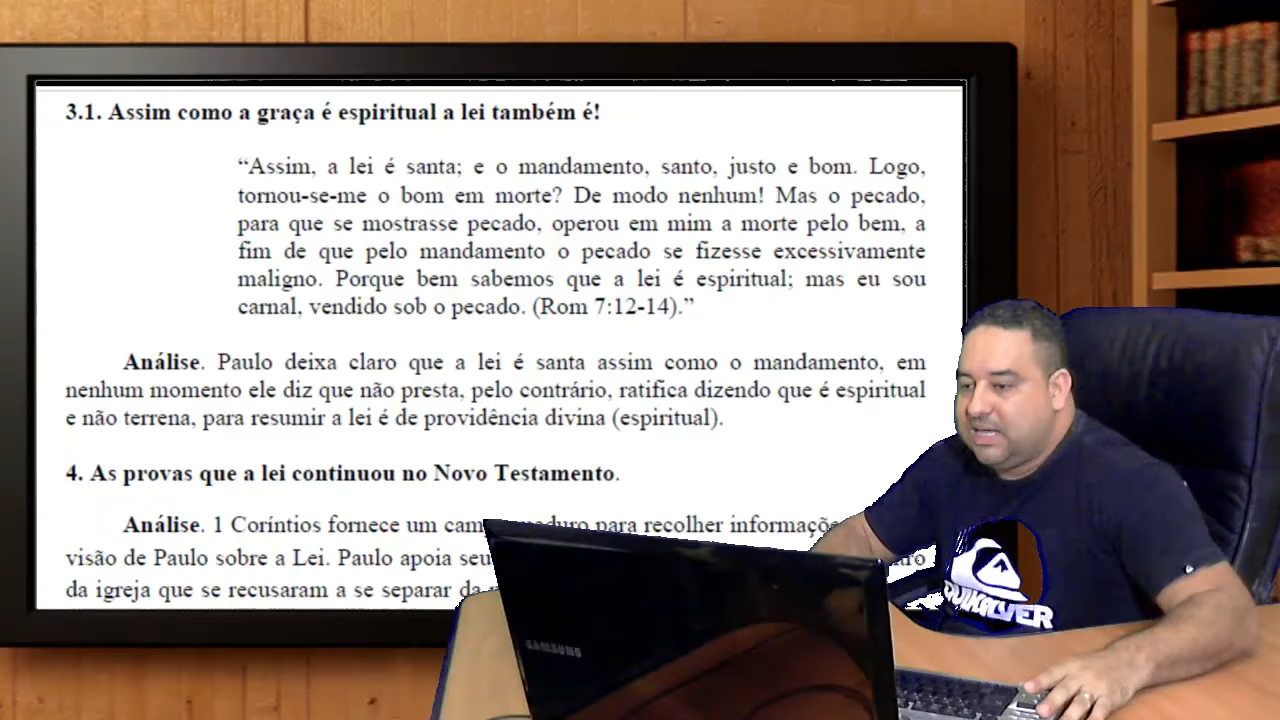 3.1. Assim como a graça é espiritual a lei também é!
“Assim, a lei é santa; e o mandamento, santo, justo e bom. Logo,
tornou-se-me o bom em morte? De modo nenhum! Mas o pecado,
para que se mostrasse pecado, operou em mim a morte pelo bem, a
fim de que pelo mandamento o pecado se fizesse excessivamente
maligno. Porque bem sabemos que a lei é espiritual; mas eu sou
carnal, vendido sob o pecado. (Rom 7:12-14).”
Análise. Paulo deixa claro que a lei é santa assim como o mandamento, em
nenhum momento ele diz que não presta, pelo contrário, ratifica dizendo que é espiritual
e não terrena, para resumir a lei é de providência divina (espiritual).
4. As provas que a lei continuou no Novo Testamento.
Análise. 1 Coríntios fornece um para recolher
visão de Paulo sobre a Lei. Paulo apoia
da igreja que se recusaram a se separar
SAMSUNG
QUIKSILVER